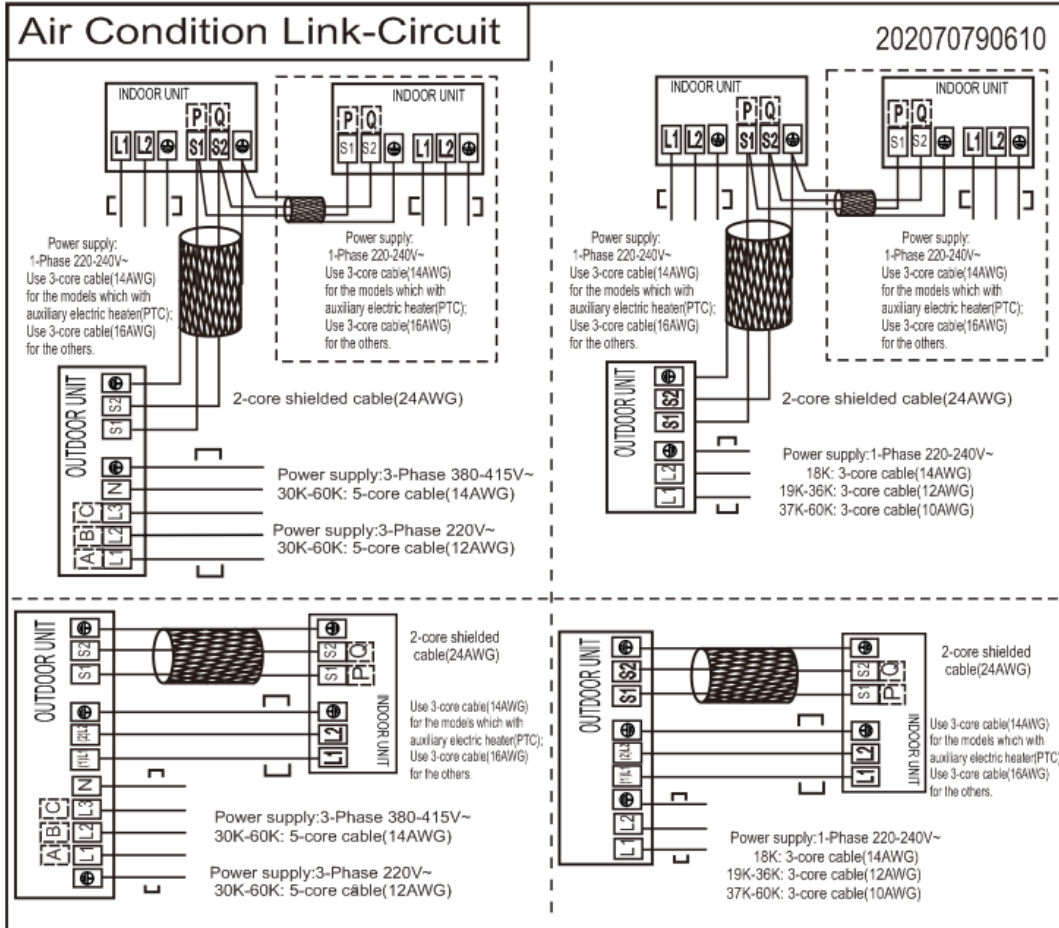 Air Condition Link-Circuit
202070790610
INDOOR UNIT
P Q
L1 L2 S1 S2
INDOOR UNIT
P Q
S1 S2 L1 L2
Power supply:
1-Phase 220-240V~
Use 3-core cable(14AWG)
for the models which with
auxiliary electric heater(PTC);
Use 3-core cable(16AWG)
for the others.
Power supply:
1-Phase 220-240V~
Use 3-core cable(14AWG)
for the models which with
auxiliary electric heater(PTC);
Use 3-core cable(16AWG)
for the others.
OUTDOOR UNIT
S2
S1
N
C L3
B L2
A L1
2-core shielded cable(24AWG)
Power supply:3-Phase 380-415V~
30K-60K: 5-core cable(14AWG)
Power supply:3-Phase 220V~
30K-60K: 5-core cable(12AWG)
INDOOR UNIT
P Q
L1 L2 S1 S2
INDOOR UNIT
P Q
S1 S2 L1 L2
Power supply:
1-Phase 220-240V~
Use 3-core cable(14AWG)
for the models which with
auxiliary electric heater(PTC);
Use 3-core cable(16AWG)
for the others.
Power supply:
1-Phase 220-240V~
Use 3-core cable(14AWG)
for the models which with
auxiliary electric heater(PTC);
Use 3-core cable(16AWG)
for the others.
OUTDOOR UNIT
S2
S1
L2
L1
2-core shielded cable(24AWG)
Power supply:1-Phase 220-240V~
18K: 3-core cable(14AWG)
19K-36K: 3-core cable(12AWG)
37K-60K: 3-core cable(10AWG)
OUTDOOR UNIT
S2
S1
L2(2)
L1(1)
N
C L3
B L2
A L1
S2 Q
S1 P
L2
L1
INDOOR UNIT
2-core shielded
cable(24AWG)
Use 3-core cable(14AWG)
for the models which with
auxiliary electric heater(PTC);
Use 3-core cable(16AWG)
for the others.
Power supply:3-Phase 380-415V~
30K-60K: 5-core cable(14AWG)
Power supply:3-Phase 220V~
30K-60K: 5-core cable(12AWG)
OUTDOOR UNIT
S2
S1
L2(2)
L1(1)
L2
L1
S2 Q
S1 P
L2
L1
INDOOR UNIT
2-core shielded
cable(24AWG)
Use 3-core cable(14AWG)
for the models which with
auxiliary electric heater(PTC)
Use 3-core cable(16AWG)
for the others.
Power supply:1-Phase 220-240V~
18K: 3-core cable(14AWG)
19K-36K: 3-core cable(12AWG)
37K-60K: 3-core cable(10AWG)